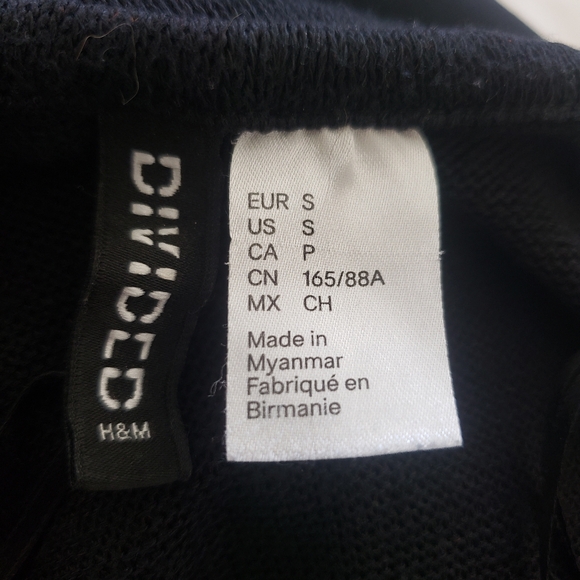 DIVIDED
H&M
EUR S
US S
CA P
CN 165/88A
MX CH
Made in
Myanmar
Fabriqué en
Birmanie